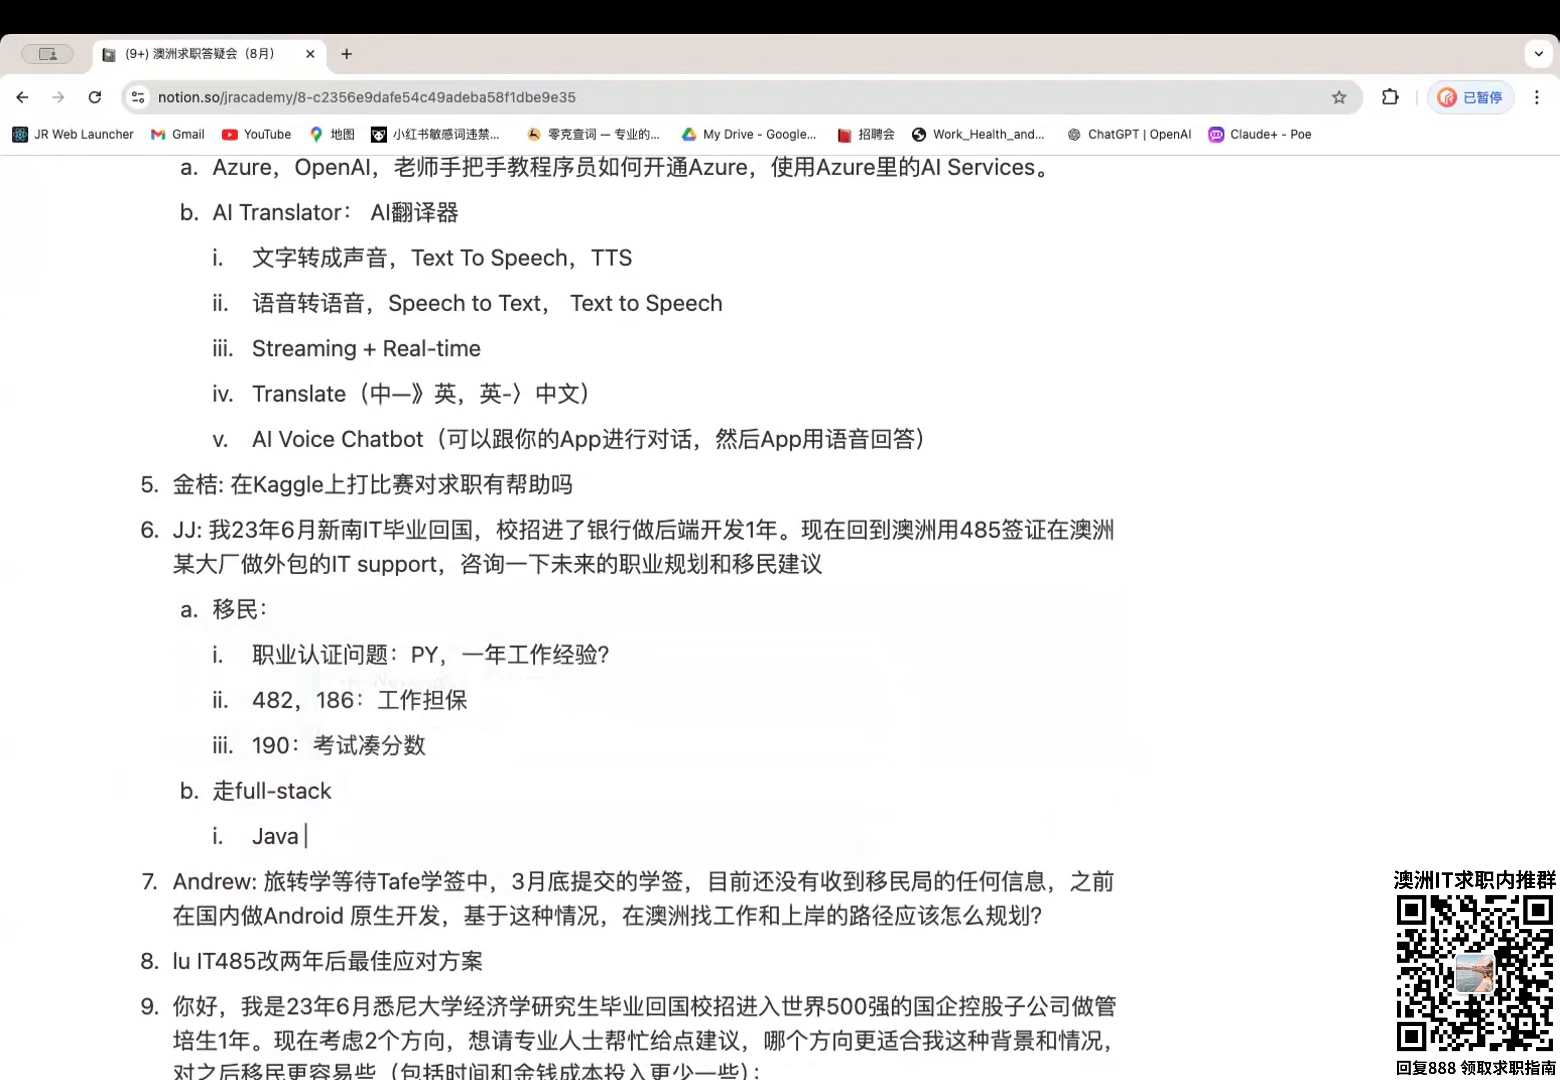 (9+) 澳洲求职答疑会（8月）
notion.so/jracademy/8-c2356e9dafe54c49adeba58f1dbe9e35
已暂停
JR Web Launcher
Gmail
YouTube
地图
小红书敏感词违禁...
零克查词 — 专业的...
My Drive - Google...
招聘会
Work_Health_and...
ChatGPT | OpenAI
Claude+ - Poe
a. Azure，OpenAI，老师手把手教程序员如何开通Azure，使用Azure里的AI Services。
b. AI Translator： AI翻译器
i. 文字转成声音，Text To Speech，TTS
ii. 语音转语音，Speech to Text， Text to Speech
iii. Streaming + Real-time
iv. Translate（中—》英，英-〉中文）
v. AI Voice Chatbot（可以跟你的App进行对话，然后App用语音回答）
5. 金桔: 在Kaggle上打比赛对求职有帮助吗
6. JJ: 我23年6月新南IT毕业回国，校招进了银行做后端开发1年。现在回到澳洲用485签证在澳洲
某大厂做外包的IT support，咨询一下未来的职业规划和移民建议
a. 移民：
i. 职业认证问题：PY，一年工作经验?
ii. 482，186：工作担保
iii. 190：考试凑分数
b. 走full-stack
i. Java
7. Andrew: 旅转学等待Tafe学签中，3月底提交的学签，目前还没有收到移民局的任何信息，之前
在国内做Android 原生开发，基于这种情况，在澳洲找工作和上岸的路径应该怎么规划?
8. lu IT485改两年后最佳应对方案
9. 你好，我是23年6月悉尼大学经济学研究生毕业回国校招进入世界500强的国企控股子公司做管
培生1年。现在考虑2个方向，想请专业人士帮忙给点建议，哪个方向更适合我这种背景和情况，
对之后移民更容易些（包括时间和金钱成本投入更少一些）：
澳洲IT求职内推群
回复888 领取求职指南